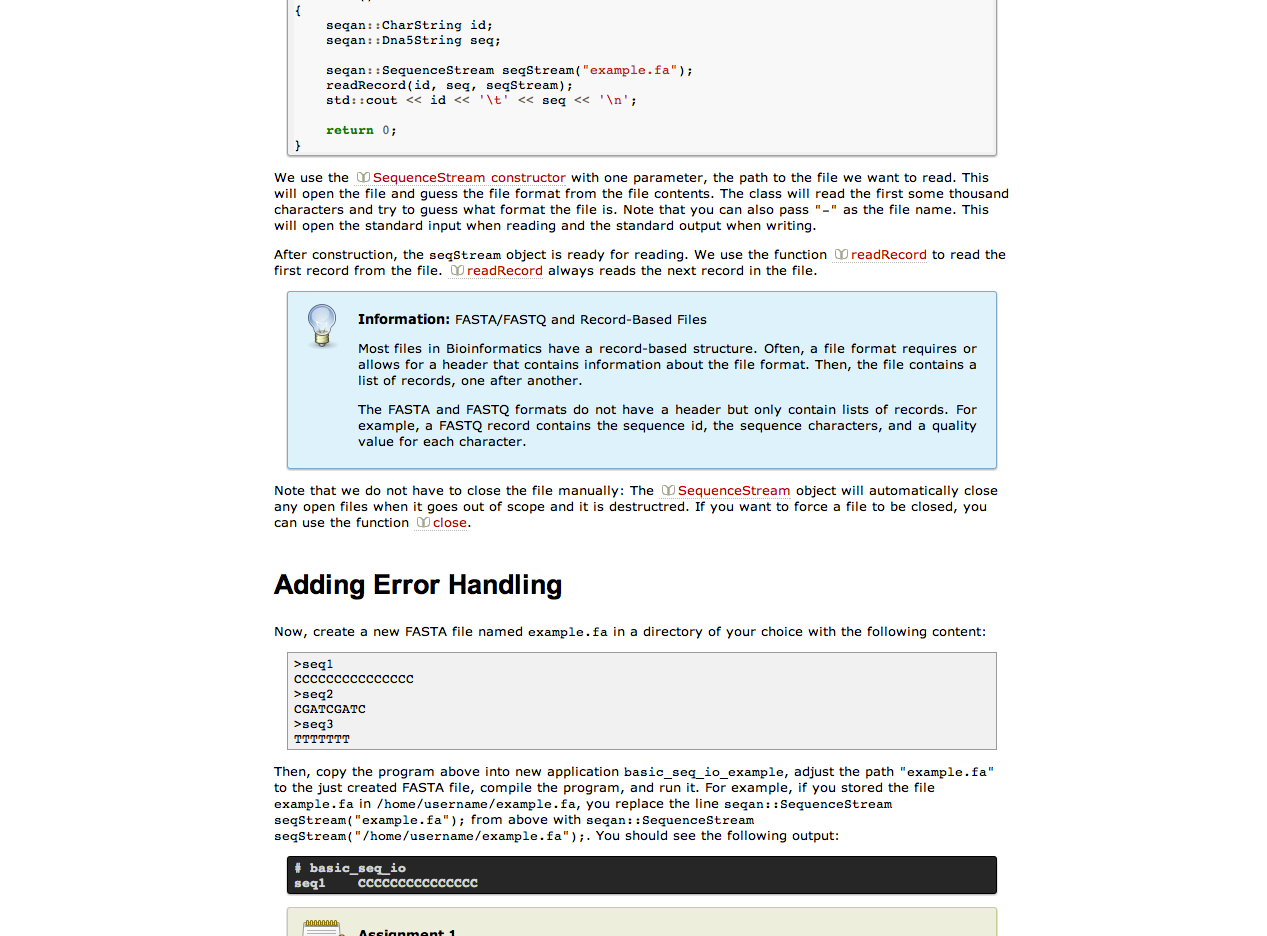 {
    seqan::CharString id;
    seqan::Dna5String seq;
    seqan::SequenceStream seqStream("example.fa");
    readRecord(id, seq, seqStream);
    std::cout << id << '\t' << seq << '\n';
    return 0;
}
We use the SequenceStream constructor with one parameter, the path to the file we want to read. This
will open the file and guess the file format from the file contents. The class will read the first some thousand
characters and try to guess what format the file is. Note that you can also pass "-" as the file name. This
will open the standard input when reading and the standard output when writing.
After construction, the seqStream object is ready for reading. We use the function readRecord to read the
first record from the file. readRecord always reads the next record in the file.
Information: FASTA/FASTQ and Record-Based Files
Most files in Bioinformatics have a record-based structure. Often, a file format requires or
allows for a header that contains information about the file format. Then, the file contains a
list of records, one after another.
The FASTA and FASTQ formats do not have a header but only contain lists of records. For
example, a FASTQ record contains the sequence id, the sequence characters, and a quality
value for each character.
Note that we do not have to close the file manually: The SequenceStream object will automatically close
any open files when it goes out of scope and it is destructred. If you want to force a file to be closed, you
can use the function close.
Adding Error Handling
Now, create a new FASTA file named example.fa in a directory of your choice with the following content:
>seq1
CCCCCCCCCCCCCCC
>seq2
CGATCGATC
>seq3
TTTTTTT
Then, copy the program above into new application basic_seq_io_example, adjust the path "example.fa"
to the just created FASTA file, compile the program, and run it. For example, if you stored the file
example.fa in /home/username/example.fa, you replace the line seqan::SequenceStream
seqStream("example.fa"); from above with seqan::SequenceStream
seqStream("/home/username/example.fa");. You should see the following output:
# basic_seq_io
seq1    CCCCCCCCCCCCCCC
Assignment 1